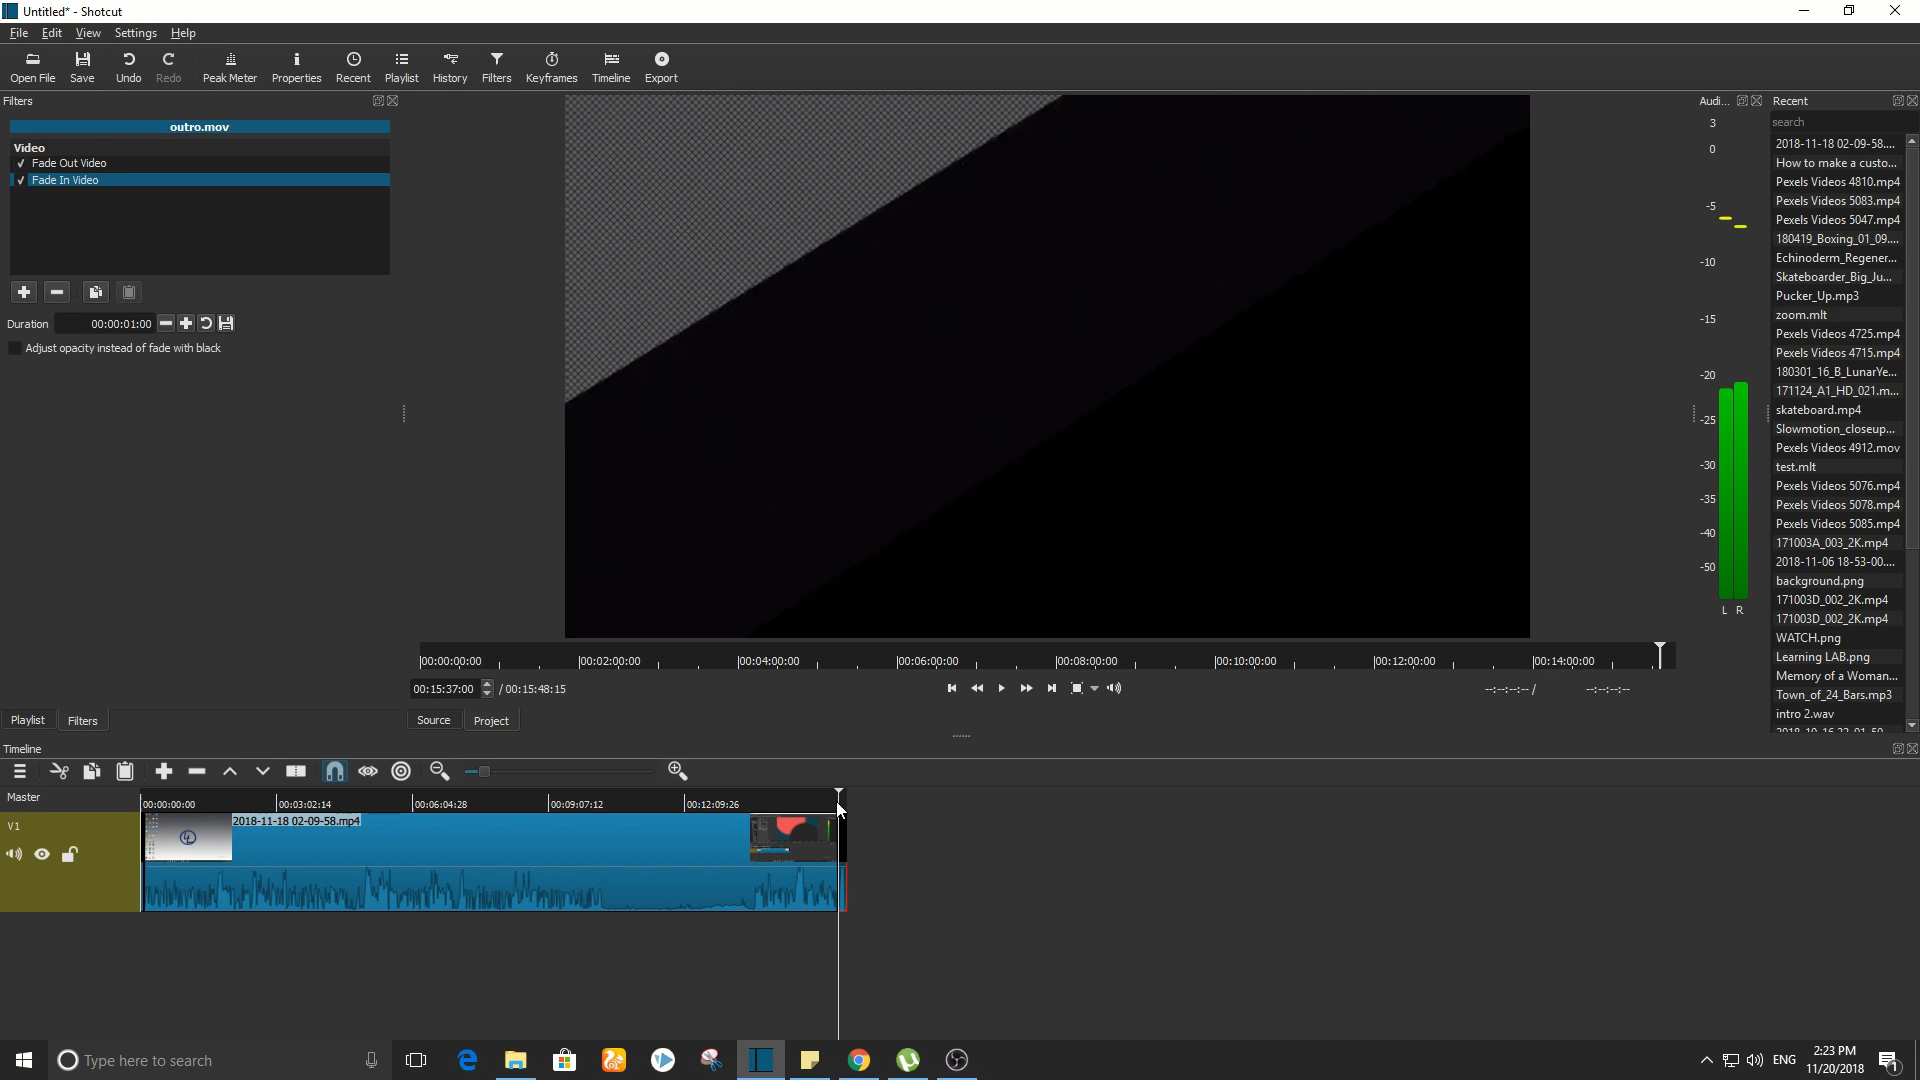 Untitled* - Shotcut
File Edit View Settings Help
Open File Save Undo Redo Peak Meter Properties Recent Playlist History Filters Keyframes Timeline Export
Filters
outro.mov
Video
Fade Out Video
Fade In Video
Duration 00:00:01:00
Adjust opacity instead of fade with black
Audi...
3
0
-5
-10
-15
-20
-25
-30
-35
-40
-50
L R
Recent
search
2018-11-18 02-09-58....
How to make a custo...
Pexels Videos 4810.mp4
Pexels Videos 5083.mp4
Pexels Videos 5047.mp4
180419_Boxing_01_09....
Echinoderm_Regener...
Skateboarder_Big_Ju...
Pucker_Up.mp3
zoom.mlt
Pexels Videos 4725.mp4
Pexels Videos 4715.mp4
180301_16_B_LunarYe...
171124_A1_HD_021.m...
skateboard.mp4
Slowmotion_closeup...
Pexels Videos 4912.mov
test.mlt
Pexels Videos 5076.mp4
Pexels Videos 5078.mp4
Pexels Videos 5085.mp4
171003A_003_2K.mp4
2018-11-06 18-53-00....
background.png
171003D_002_2K.mp4
171003D_002_2K.mp4
WATCH.png
Learning LAB.png
Memory of a Woman...
Town_of_24_Bars.mp3
intro 2.wav
00:00:00:00 00:02:00:00 00:04:00:00 00:06:00:00 00:08:00:00 00:10:00:00 00:12:00:00 00:14:00:00
00:15:37:00 / 00:15:48:15 --:--:--:-- / --:--:--:--
Playlist Filters Source Project
Timeline
Master 00:00:00:00 00:03:02:14 00:06:04:28 00:09:07:12 00:12:09:26
V1 2018-11-18 02-09-58.mp4
Type here to search
ENG 2:23 PM
11/20/2018
1